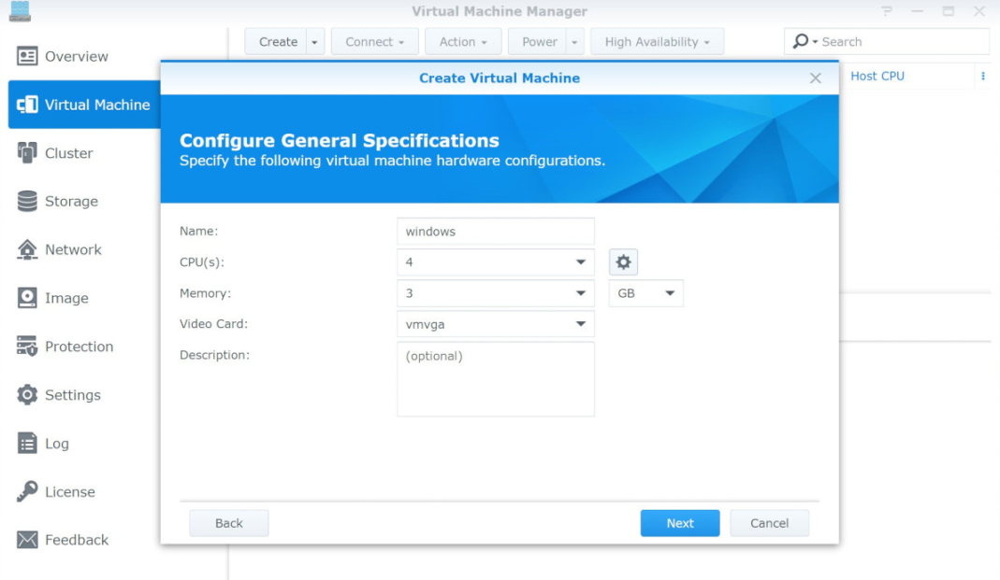 Virtual Machine Manager
Create Connect Action Power High Availability Search
Overview
Virtual Machine
Cluster
Storage
Network
Image
Protection
Settings
Log
License
Feedback
Host CPU
Create Virtual Machine
Configure General Specifications
Specify the following virtual machine hardware configurations.
Name: windows
CPU(s): 4
Memory: 3 GB
Video Card: vmvga
Description: (optional)
Back Next Cancel